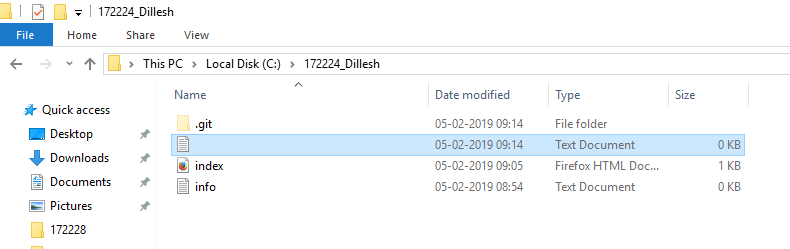 172224_Dillesh
File Home Share View
This PC Local Disk (C:) 172224_Dillesh
Name Date modified Type Size
Quick access
Desktop
Downloads
Documents
Pictures
172228
.git 05-02-2019 09:14 File folder
05-02-2019 09:14 Text Document 0 KB
index 05-02-2019 09:05 Firefox HTML Doc... 1 KB
info 05-02-2019 08:54 Text Document 0 KB